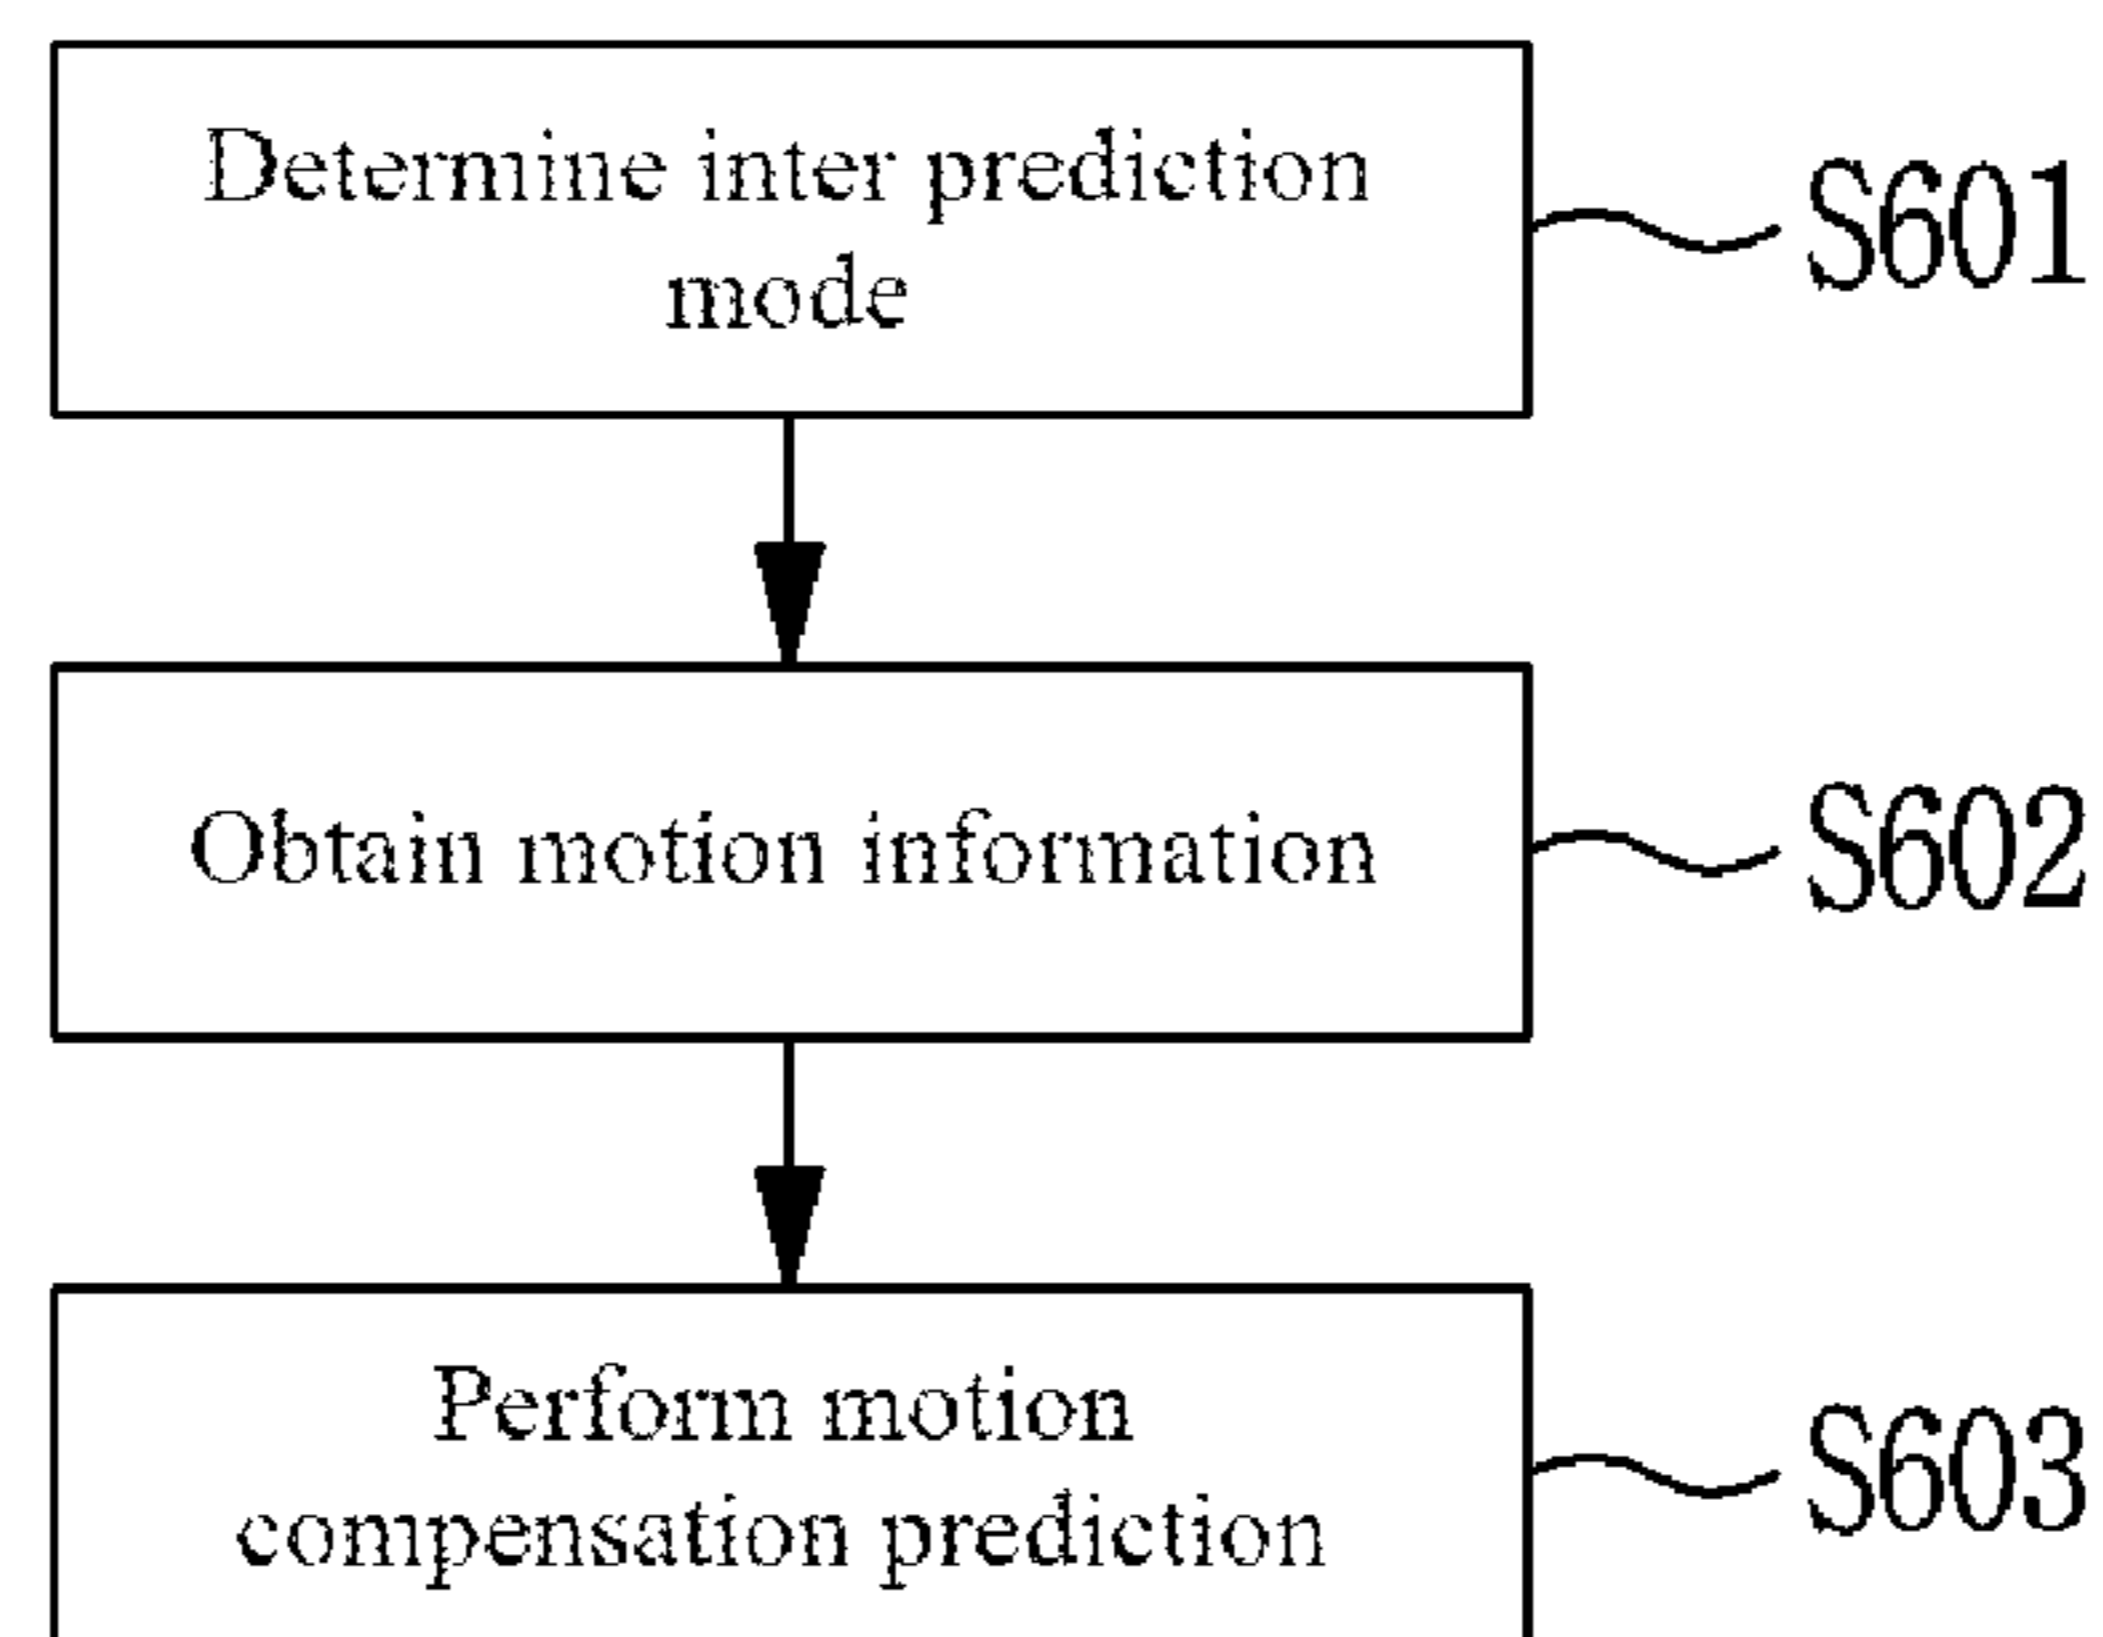 Determine inter prediction
mode
S601
Obtain motion information
S602
Perform motion
compensation prediction
S603